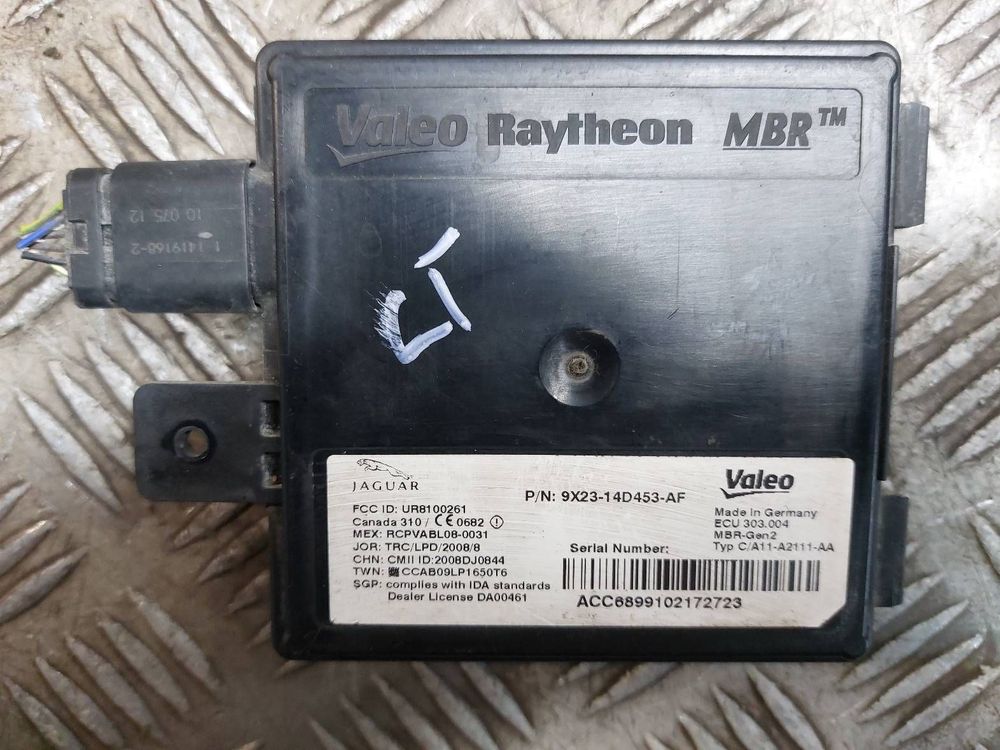 Valeo Raytheon MBR™
10 075 12
1 1419168-2
JAGUAR
FCC ID: UR8100261
Canada 310 / CE 0682
MEX: RCPVABL08-0031
JOR: TRC/LPD/2008/8
CHN: CMII ID:2008DJ0844
TWN: CCAB09LP1650T6
SGP: complies with IDA standards
Dealer License DA00461
P/N: 9X23-14D453-AF
Serial Number:
ACC6899102172723
Valeo
Made in Germany
ECU 303.004
MBR-Gen2
Typ C/A11-A2111-AA